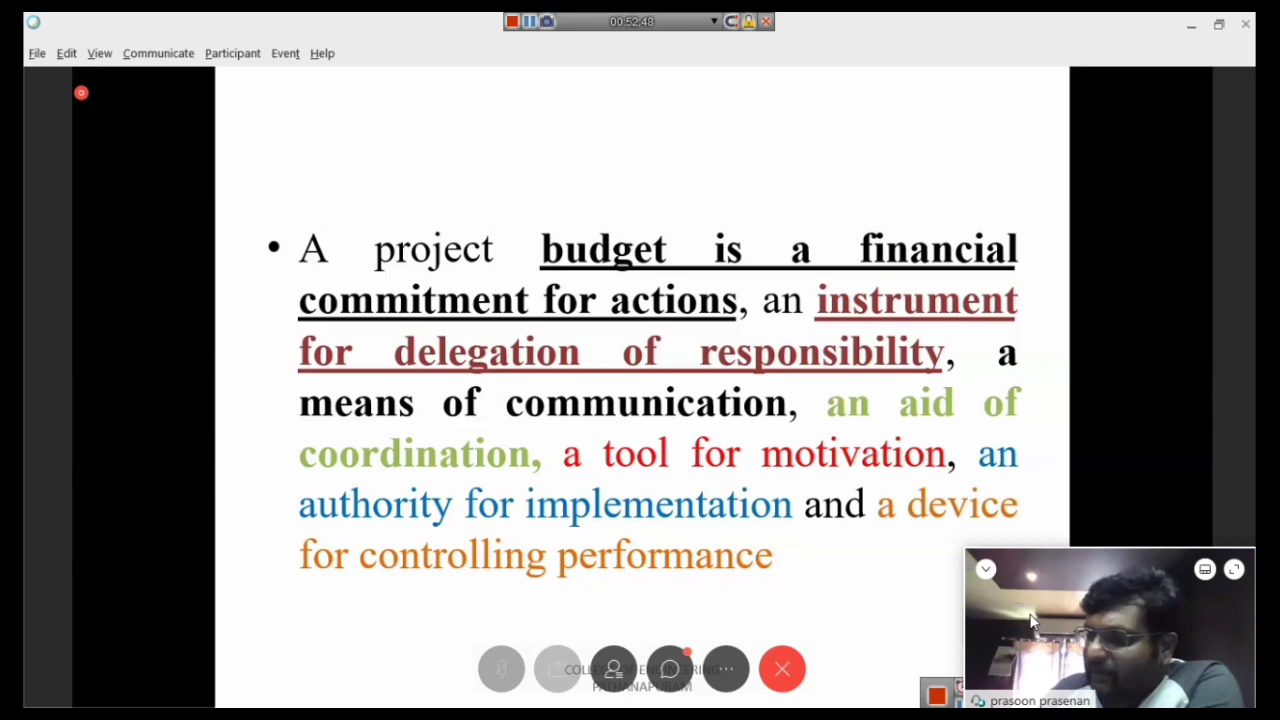 00:52:48
File Edit View Communicate Participant Event Help
• A project budget is a financial
commitment for actions, an instrument
for delegation of responsibility, a
means of communication, an aid of
coordination, a tool for motivation, an
authority for implementation and a device
for controlling performance
PATHANAPURAM
prasoon prasenan